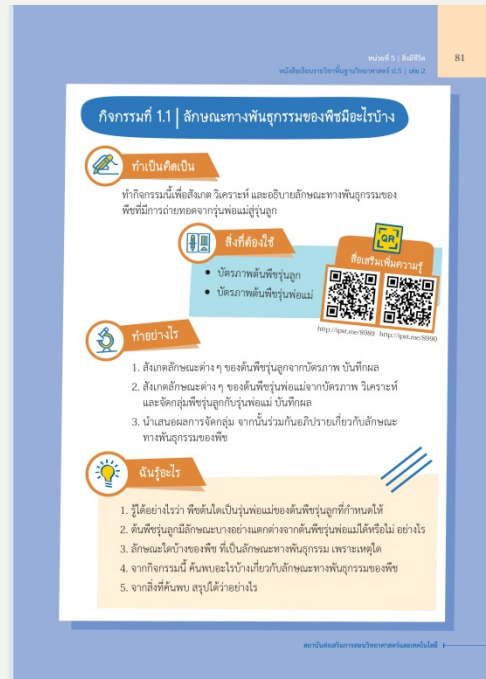 หน่วยที่ 5 | สิ่งมีชีวิต
81
หนังสือเรียนรายวิชาพื้นฐานวิทยาศาสตร์ ป.5 | เล่ม 2
กิจกรรมที่ 1.1 | ลักษณะทางพันธุกรรมของพืชมีอะไรบ้าง
ทำเป็นคิดเป็น
ทำกิจกรรมนี้เพื่อสังเกต วิเคราะห์ และอธิบายลักษณะทางพันธุกรรมของ
พืชที่มีการถ่ายทอดจากรุ่นพ่อแม่สู่รุ่นลูก
สิ่งที่ต้องใช้
• บัตรภาพต้นพืชรุ่นลูก
• บัตรภาพต้นพืชรุ่นพ่อแม่
QR
สื่อเสริมเพิ่มความรู้
http://ipst.me/8989 http://ipst.me/8990
ทำอย่างไร
1. สังเกตลักษณะต่าง ๆ ของต้นพืชรุ่นลูกจากบัตรภาพ บันทึกผล
2. สังเกตลักษณะต่าง ๆ ของต้นพืชรุ่นพ่อแม่จากบัตรภาพ วิเคราะห์
และจัดกลุ่มพืชรุ่นลูกกับรุ่นพ่อแม่ บันทึกผล
3. นำเสนอผลการจัดกลุ่ม จากนั้นร่วมกันอภิปรายเกี่ยวกับลักษณะ
ทางพันธุกรรมของพืช
ฉันรู้อะไร
1. รู้ได้อย่างไรว่า พืชต้นใดเป็นรุ่นพ่อแม่ของต้นพืชรุ่นลูกที่กำหนดให้
2. ต้นพืชรุ่นลูกมีลักษณะบางอย่างแตกต่างจากต้นพืชรุ่นพ่อแม่ได้หรือไม่ อย่างไร
3. ลักษณะใดบ้างของพืช ที่เป็นลักษณะทางพันธุกรรม เพราะเหตุใด
4. จากกิจกรรมนี้ ค้นพบอะไรบ้างเกี่ยวกับลักษณะทางพันธุกรรมของพืช
5. จากสิ่งที่ค้นพบ สรุปได้ว่าอย่างไร
สถาบันส่งเสริมการสอนวิทยาศาสตร์และเทคโนโลยี